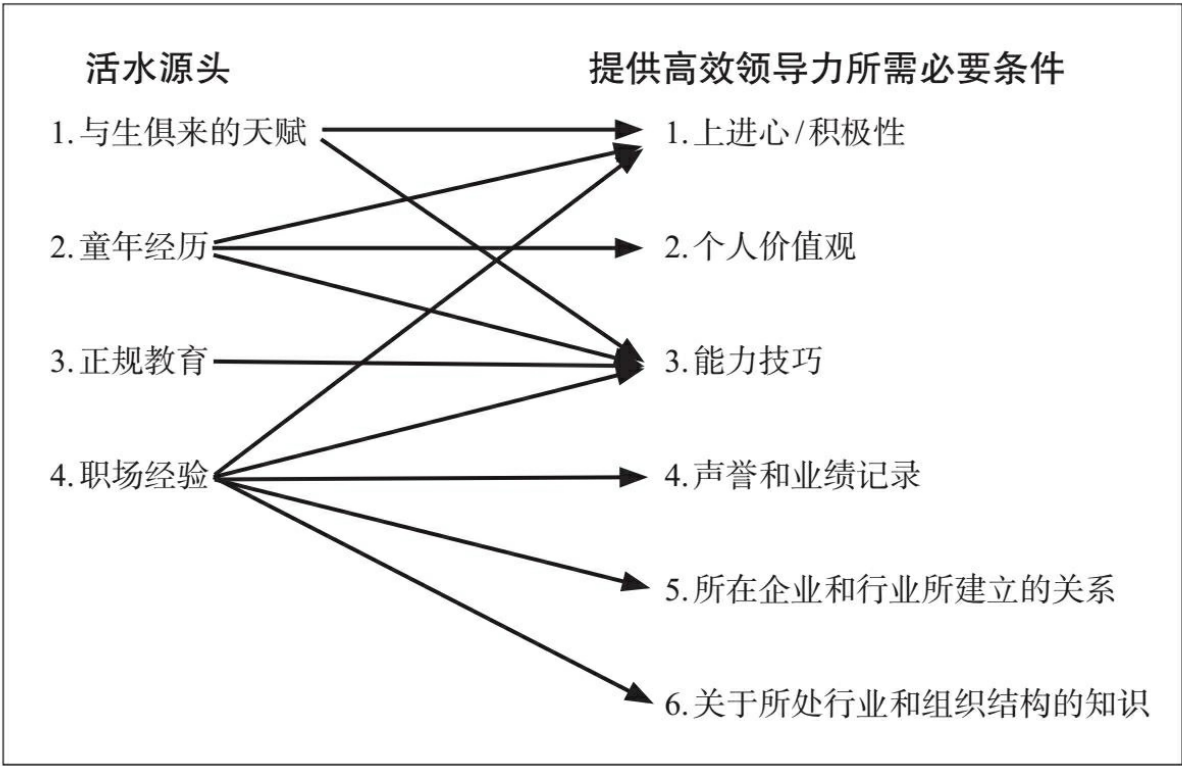 活水源头
提供高效领导力所需必要条件
1.与生俱来的天赋
1.上进心/积极性
2.童年经历
2.个人价值观
3.正规教育
3.能力技巧
4.职场经验
4.声誉和业绩记录
5.所在企业和行业所建立的关系
6.关于所处行业和组织结构的知识